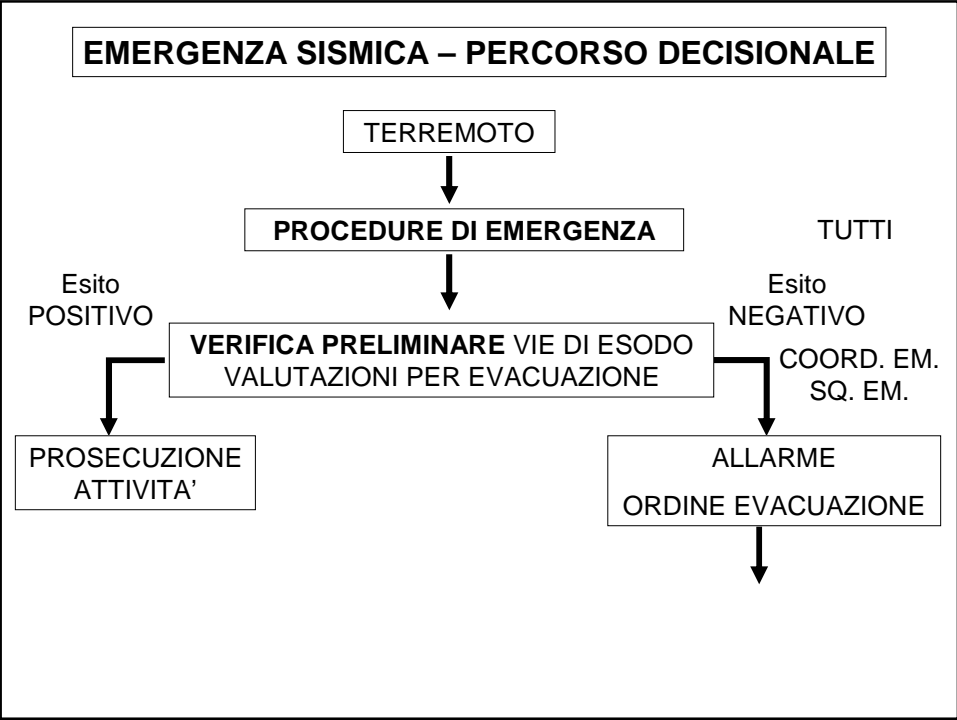 EMERGENZA SISMICA – PERCORSO DECISIONALE
TERREMOTO
PROCEDURE DI EMERGENZA
TUTTI
Esito
POSITIVO
Esito
NEGATIVO
VERIFICA PRELIMINARE VIE DI ESODO
VALUTAZIONI PER EVACUAZIONE
COORD. EM.
SQ. EM.
PROSECUZIONE
ATTIVITA’
ALLARME
ORDINE EVACUAZIONE